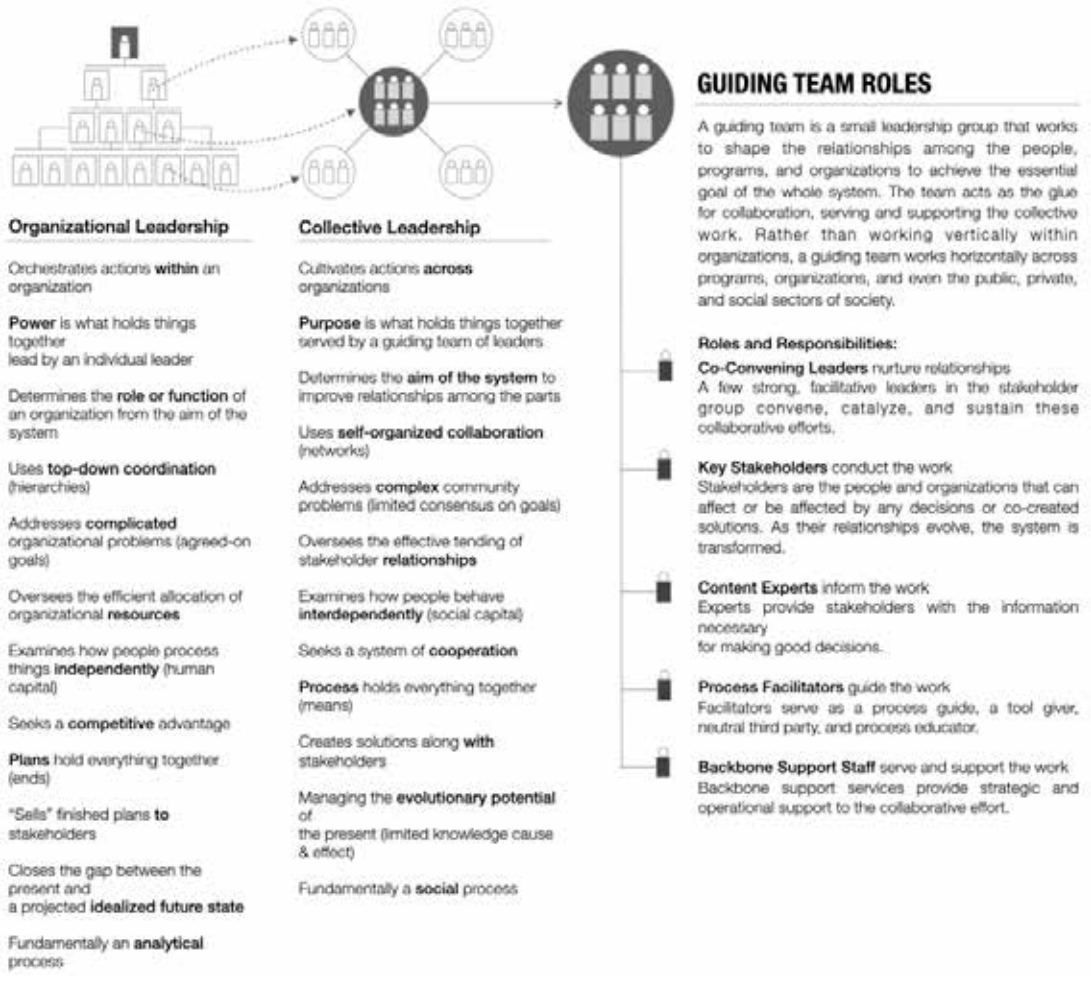 Organizational Leadership
Orchestrates actions within an
organization
Power is what holds things
together
lead by an individual leader
Determines the role or function of
an organization from the aim of the
system
Uses top-down coordination
(hierarchies)
Addresses complicated
organizational problems (agreed-on
goals)
Oversees the efficient allocation of
organizational resources
Examines how people process
things independently (human
capital)
Seeks a competitive advantage
Plans hold everything together
(ends)
"Sells" finished plans to
stakeholders
Closes the gap between the
present and
a projected idealized future state
Fundamentally an analytical
process
Collective Leadership
Cultivates actions across
organizations
Purpose is what holds things together
served by a guiding team of leaders
Determines the aim of the system to
improve relationships among the parts
Uses self-organized collaboration
(networks)
Addresses complex community
problems (limited consensus on goals)
Oversees the effective tending of
stakeholder relationships
Examines how people behave
interdependently (social capital)
Seeks a system of cooperation
Process holds everything together
(means)
Creates solutions along with
stakeholders
Managing the evolutionary potential
of
the present (limited knowledge cause
& effect)
Fundamentally a social process
GUIDING TEAM ROLES
A guiding team is a small leadership group that works
to shape the relationships among the people,
programs, and organizations to achieve the essential
goal of the whole system. The team acts as the glue
for collaboration, serving and supporting the collective
work. Rather than working vertically within
organizations, a guiding team works horizontally across
programs, organizations, and even the public, private,
and social sectors of society.
Roles and Responsibilities:
Co-Convening Leaders nurture relationships
A few strong, facilitative leaders in the stakeholder
group convene, catalyze, and sustain these
collaborative efforts.
Key Stakeholders conduct the work
Stakeholders are the people and organizations that can
affect or be affected by any decisions or co-created
solutions. As their relationships evolve, the system is
transformed.
Content Experts inform the work
Experts provide stakeholders with the information
necessary
for making good decisions.
Process Facilitators guide the work
Facilitators serve as a process guide, a tool giver,
neutral third party, and process educator.
Backbone Support Staff serve and support the work
Backbone support services provide strategic and
operational support to the collaborative effort.